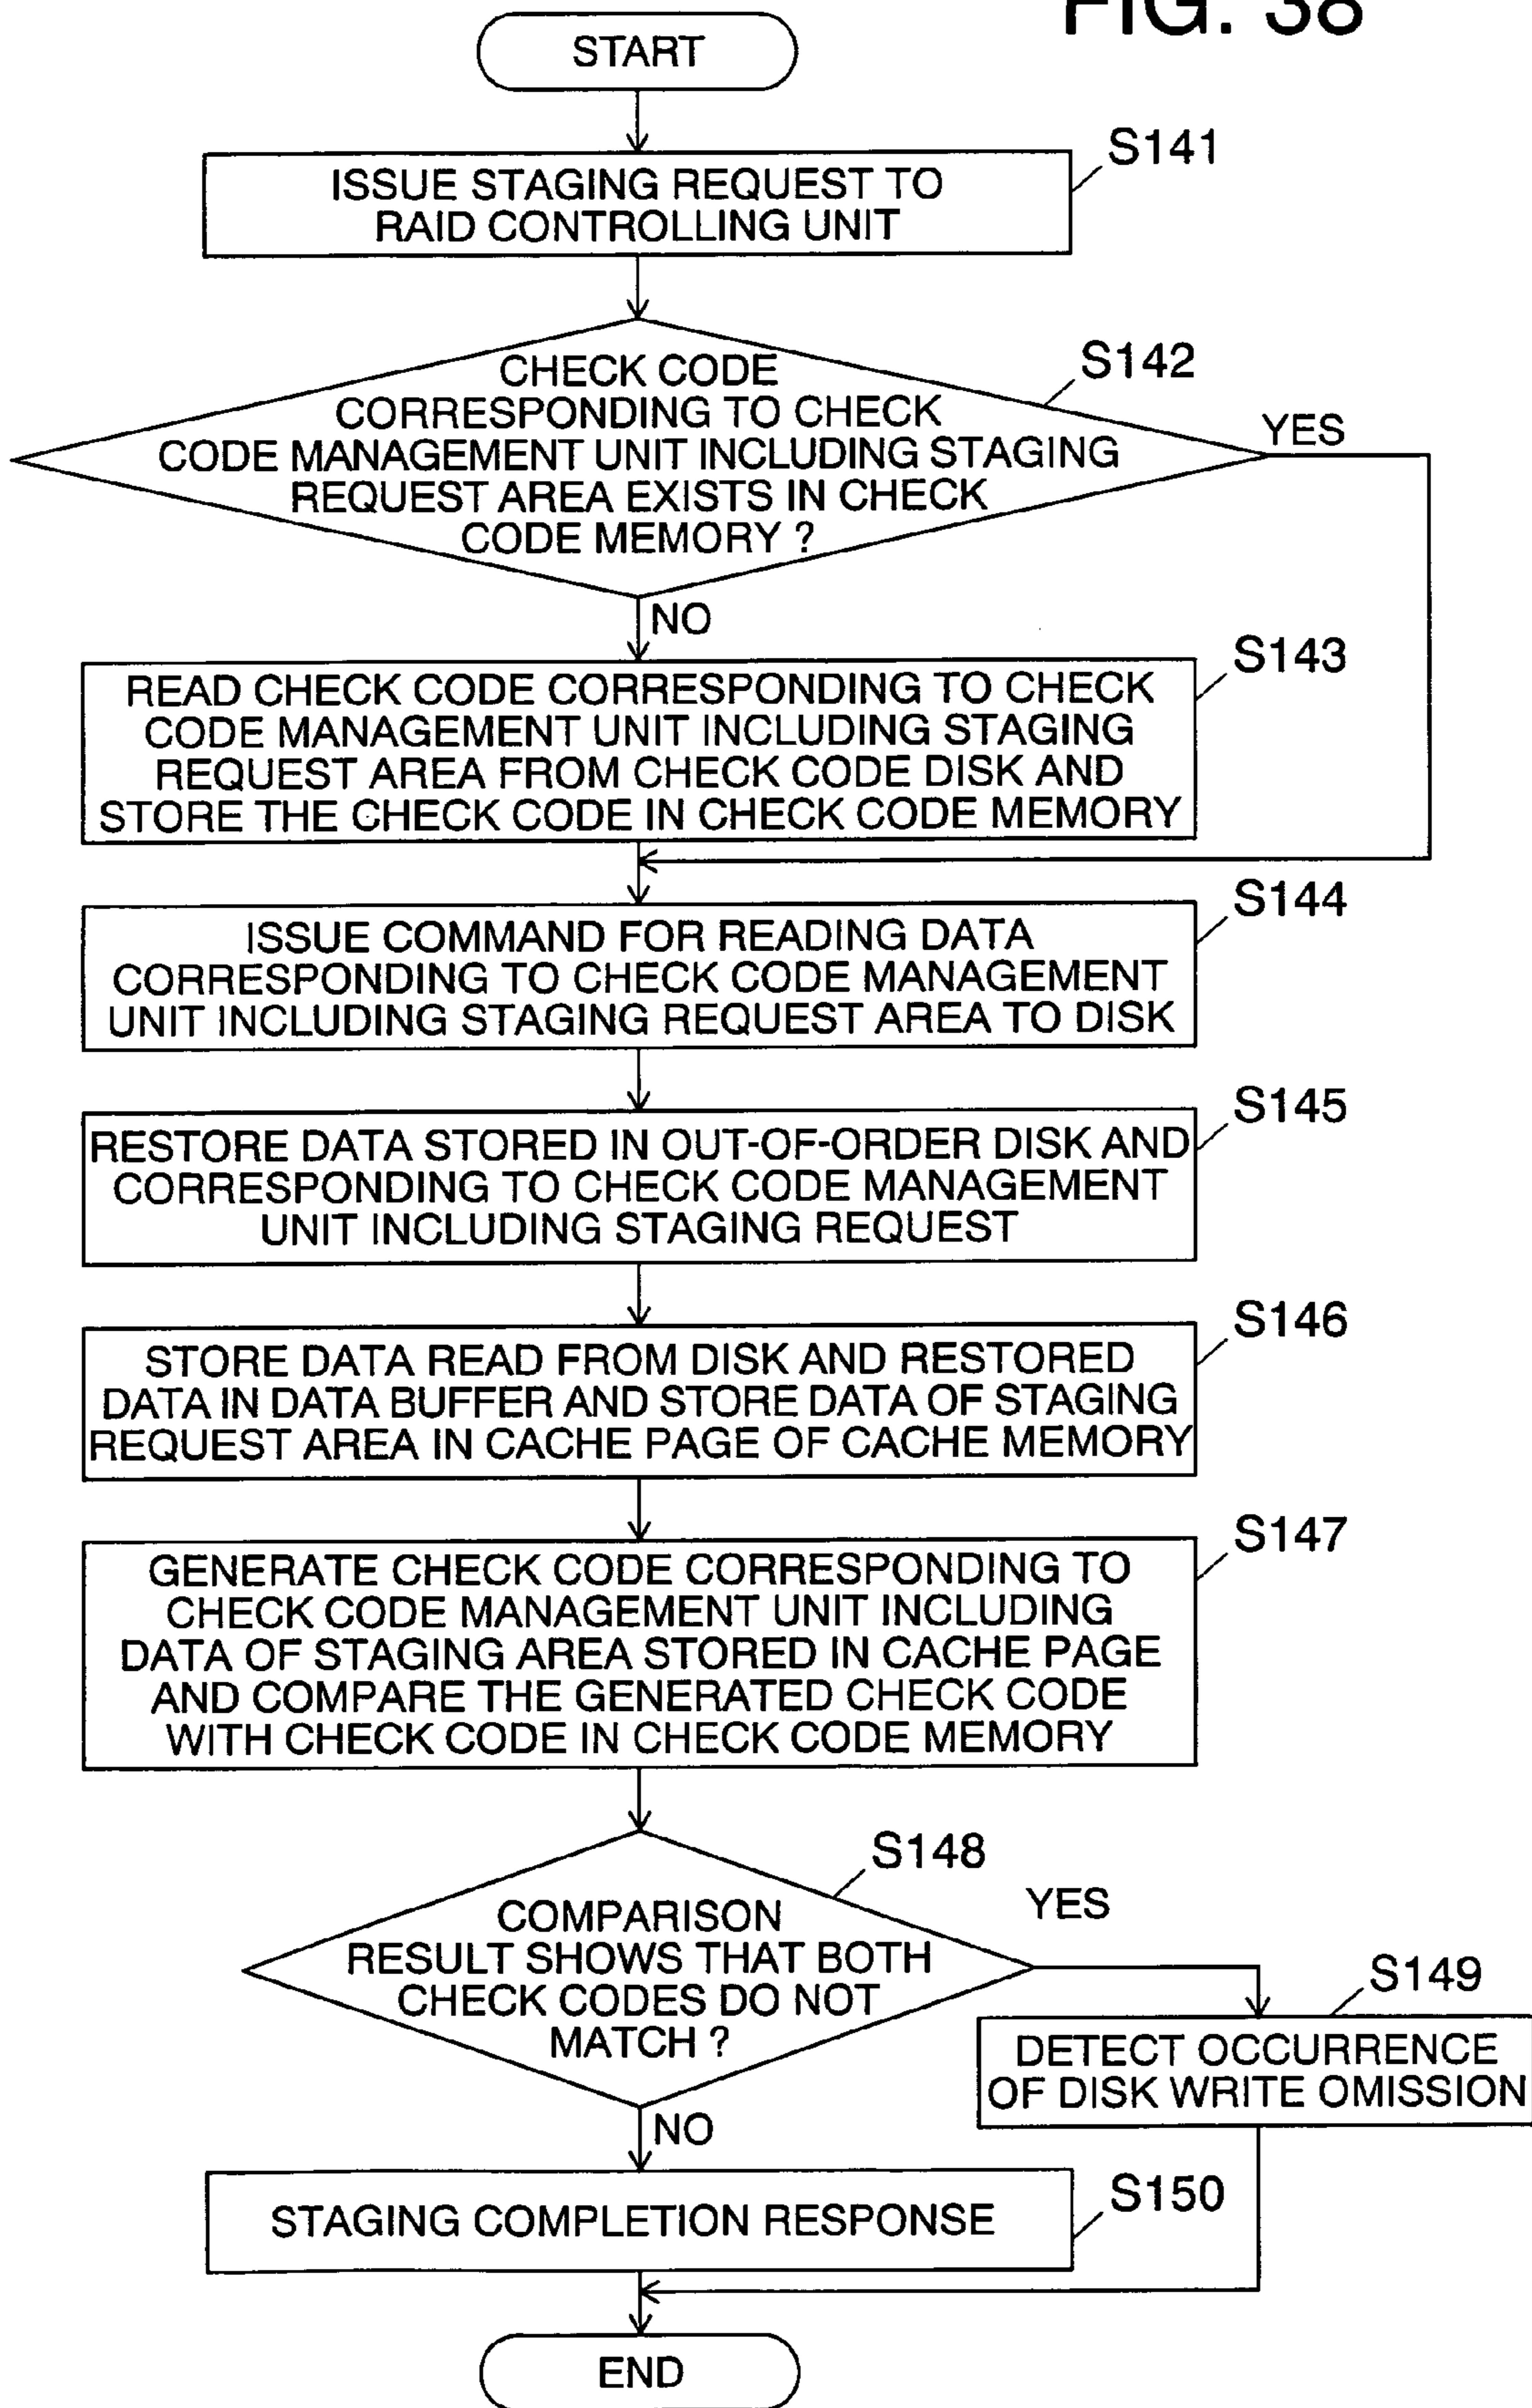 FIG. 38
START
S141
ISSUE STAGING REQUEST TO
RAID CONTROLLING UNIT
S142
CHECK CODE
CORRESPONDING TO CHECK
CODE MANAGEMENT UNIT INCLUDING STAGING
REQUEST AREA EXISTS IN CHECK
CODE MEMORY ?
YES
NO
S143
READ CHECK CODE CORRESPONDING TO CHECK
CODE MANAGEMENT UNIT INCLUDING STAGING
REQUEST AREA FROM CHECK CODE DISK AND
STORE THE CHECK CODE IN CHECK CODE MEMORY
S144
ISSUE COMMAND FOR READING DATA
CORRESPONDING TO CHECK CODE MANAGEMENT
UNIT INCLUDING STAGING REQUEST AREA TO DISK
S145
RESTORE DATA STORED IN OUT-OF-ORDER DISK AND
CORRESPONDING TO CHECK CODE MANAGEMENT
UNIT INCLUDING STAGING REQUEST
S146
STORE DATA READ FROM DISK AND RESTORED
DATA IN DATA BUFFER AND STORE DATA OF STAGING
REQUEST AREA IN CACHE PAGE OF CACHE MEMORY
S147
GENERATE CHECK CODE CORRESPONDING TO
CHECK CODE MANAGEMENT UNIT INCLUDING
DATA OF STAGING AREA STORED IN CACHE PAGE
AND COMPARE THE GENERATED CHECK CODE
WITH CHECK CODE IN CHECK CODE MEMORY
S148
COMPARISON
RESULT SHOWS THAT BOTH
CHECK CODES DO NOT
MATCH ?
YES
S149
DETECT OCCURRENCE
OF DISK WRITE OMISSION
NO
S150
STAGING COMPLETION RESPONSE
END